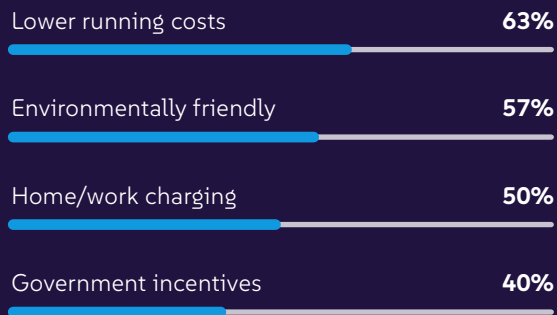 Lower running costs 63%
Environmentally friendly 57%
Home/work charging 50%
Government incentives 40%